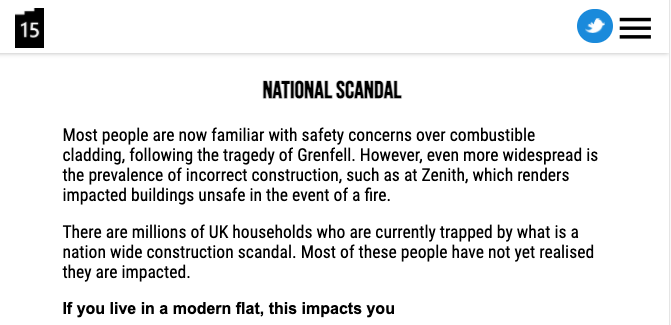 15
NATIONAL SCANDAL
Most people are now familiar with safety concerns over combustible
cladding, following the tragedy of Grenfell. However, even more widespread is
the prevalence of incorrect construction, such as at Zenith, which renders
impacted buildings unsafe in the event of a fire.
There are millions of UK households who are currently trapped by what is a
nation wide construction scandal. Most of these people have not yet realised
they are impacted.
If you live in a modern flat, this impacts you